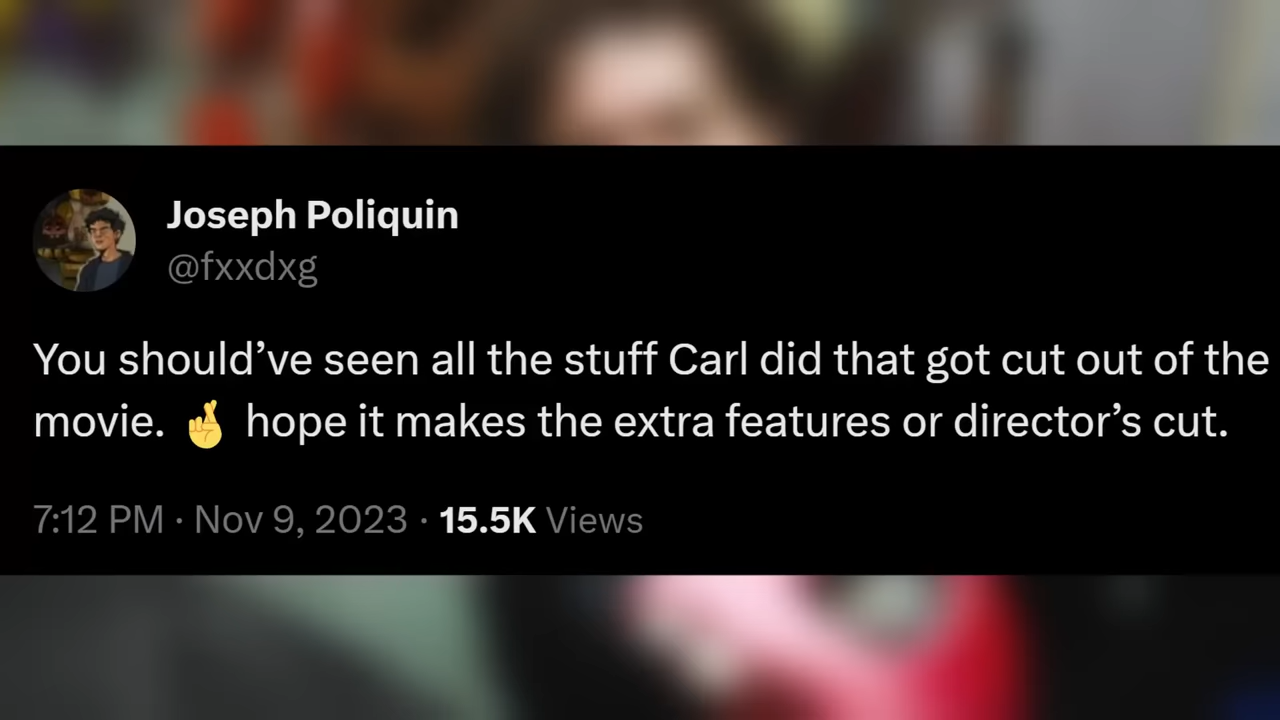 Joseph Poliquin
@fxxdxg
You should’ve seen all the stuff Carl did that got cut out of the
movie. 🤞 hope it makes the extra features or director’s cut.
7:12 PM · Nov 9, 2023 · 15.5K Views